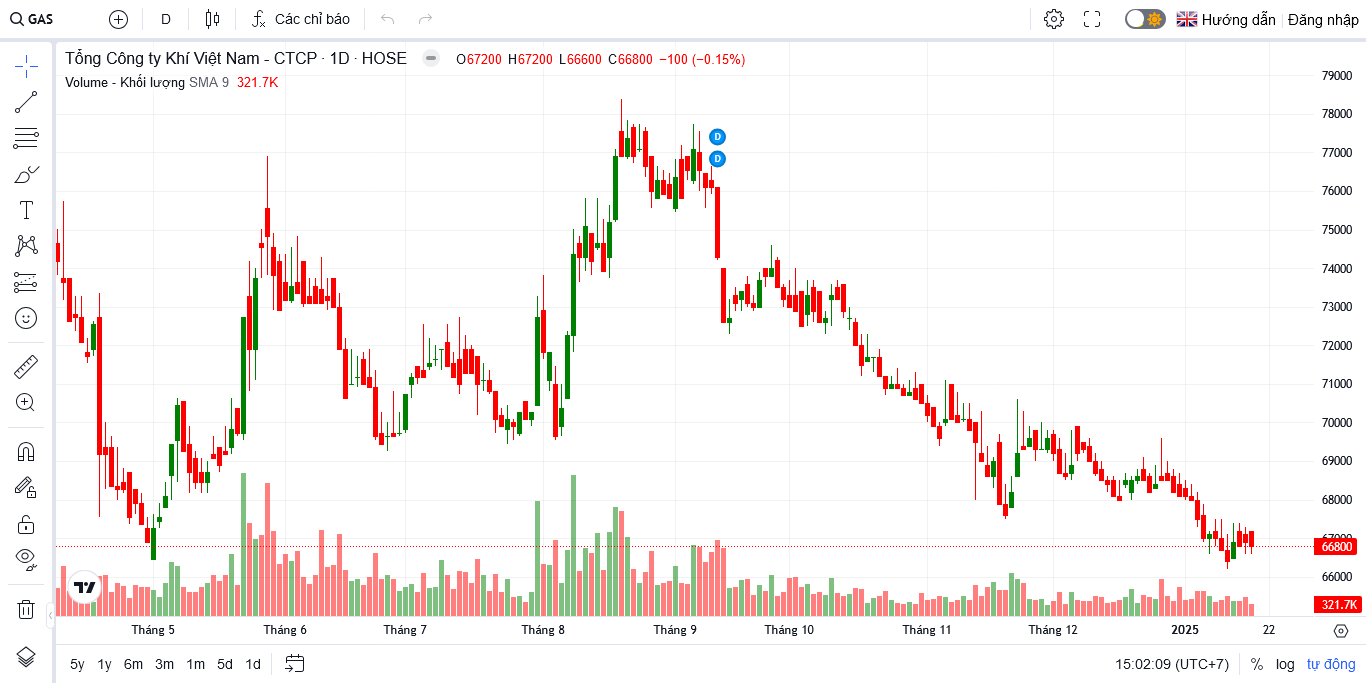 GAS D Các chỉ báo Hướng dẫn Đăng nhập
Tổng Công ty Khí Việt Nam - CTCP · 1D · HOSE O67200 H67200 L66600 C66800 −100 (−0.15%)
Volume - Khối lượng SMA 9 321.7K
79000
78000
D
77000
D
76000
75000
74000
73000
72000
71000
70000
69000
68000
67000
66800
66000
321.7K
Tháng 5 Tháng 6 Tháng 7 Tháng 8 Tháng 9 Tháng 10 Tháng 11 Tháng 12 2025 22
5y 1y 6m 3m 1m 5d 1d 15:02:09 (UTC+7) % log tự động